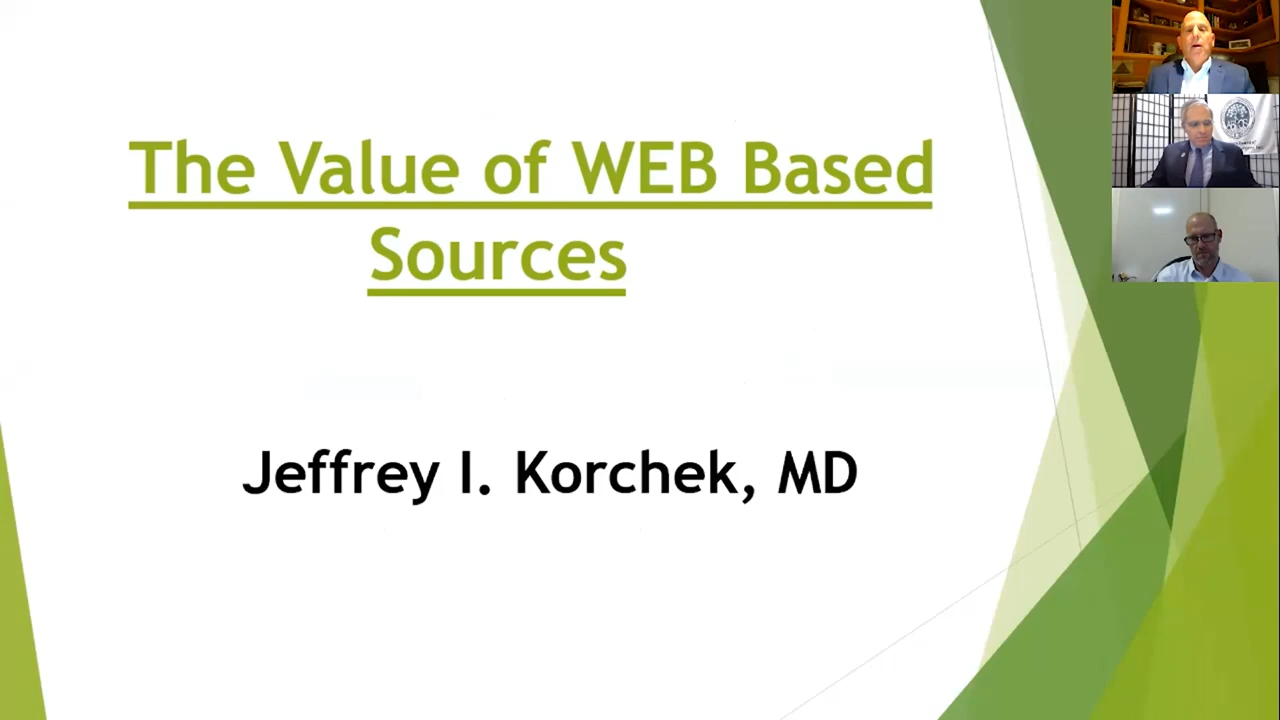 The Value of WEB Based
Sources
Jeffrey I. Korchek, MD